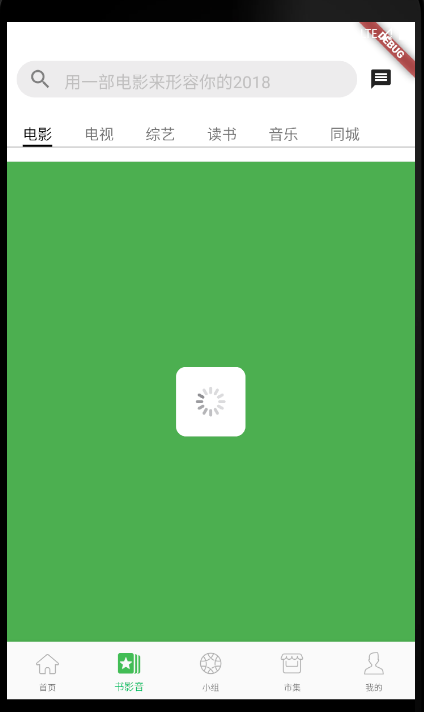 DEBUG
用一部电影来形容你的2018
电影 电视 综艺 读书 音乐 同城
首页 书影音 小组 市集 我的